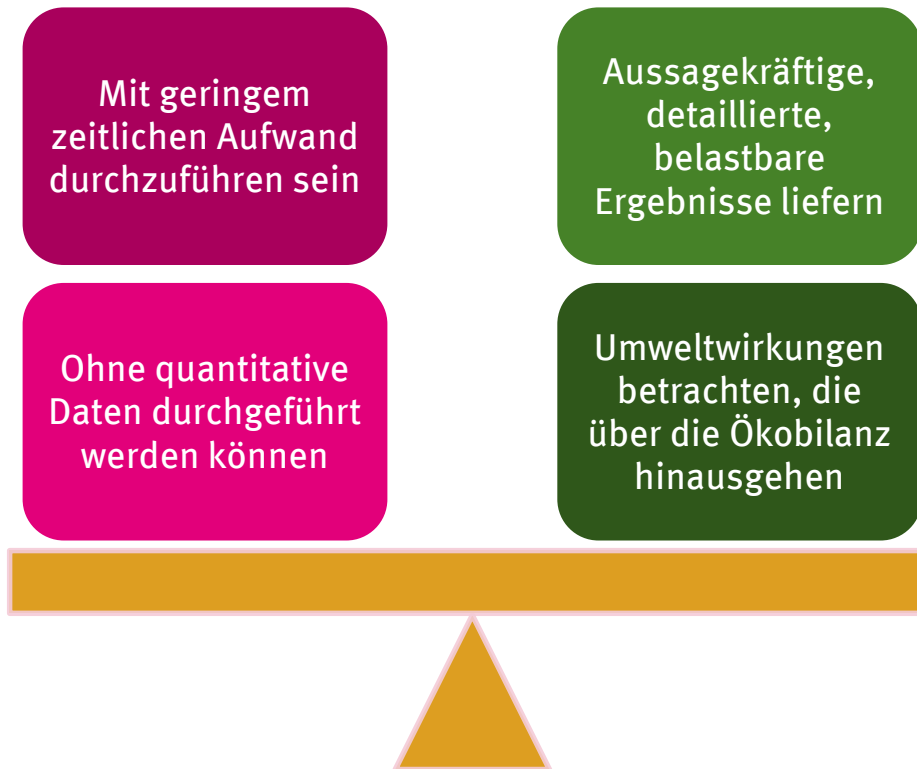 Mit geringem
zeitlichen Aufwand
durchzuführen sein
Aussagekräftige,
detaillierte,
belastbare
Ergebnisse liefern
Ohne quantitative
Daten durchgeführt
werden können
Umweltwirkungen
betrachten, die
über die Ökobilanz
hinausgehen